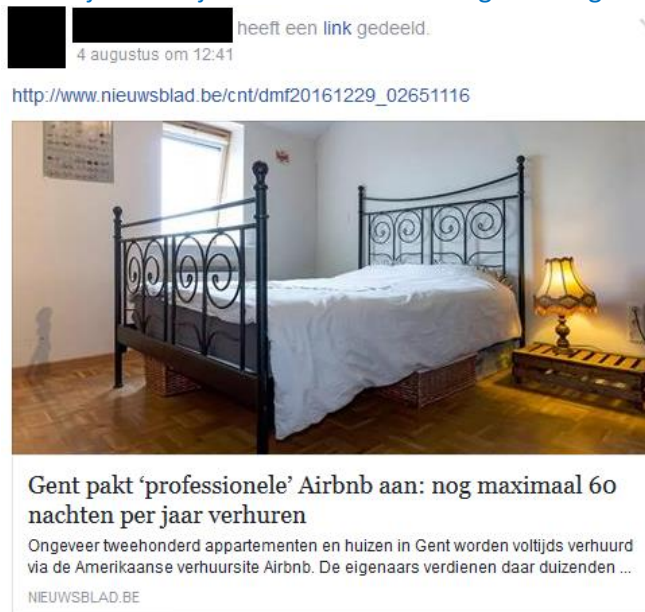 heeft een link gedeeld.
4 augustus om 12:41
http://www.nieuwsblad.be/cnt/dmf20161229_02651116
Gent pakt ‘professionele’ Airbnb aan: nog maximaal 60
nachten per jaar verhuren
Ongeveer tweehonderd appartementen en huizen in Gent worden voltijds verhuurd
via de Amerikaanse verhuursite Airbnb. De eigenaars verdienen daar duizenden ...
NIEUWSBLAD.BE